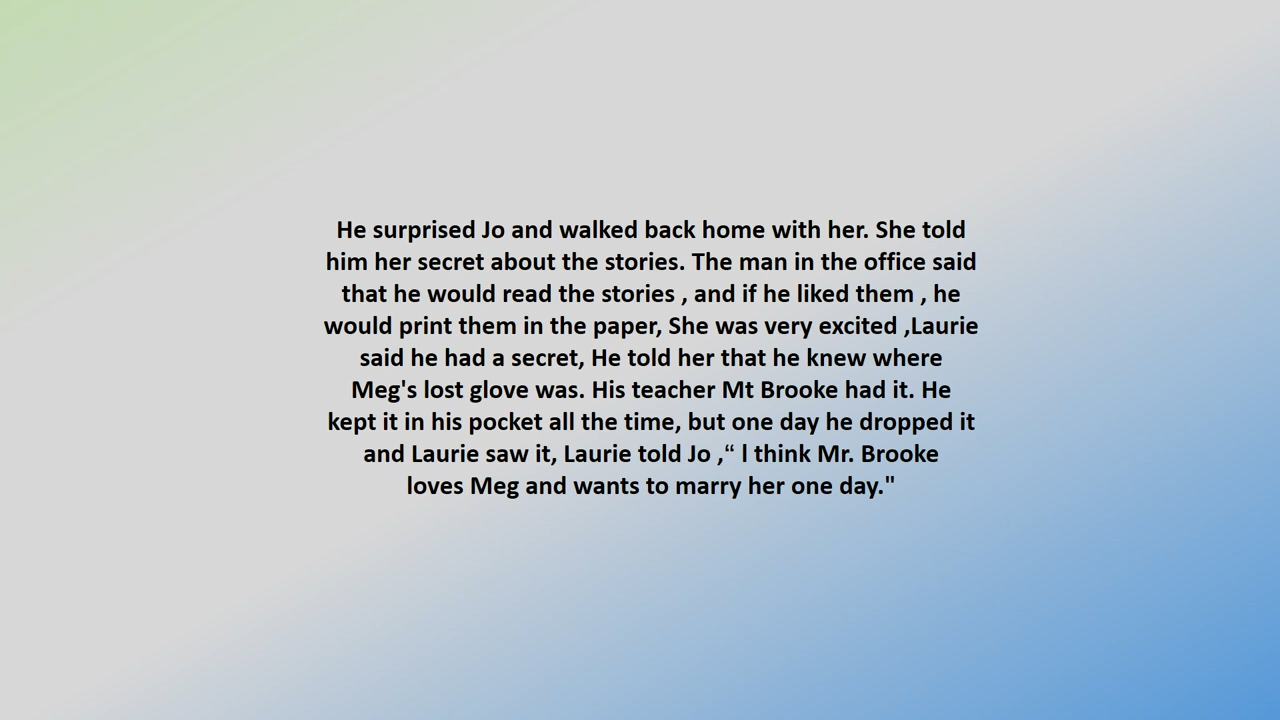 He surprised Jo and walked back home with her. She told
him her secret about the stories. The man in the office said
that he would read the stories , and if he liked them , he
would print them in the paper, She was very excited ,Laurie
said he had a secret, He told her that he knew where
Meg's lost glove was. His teacher Mt Brooke had it. He
kept it in his pocket all the time, but one day he dropped it
and Laurie saw it, Laurie told Jo ,“ l think Mr. Brooke
loves Meg and wants to marry her one day."